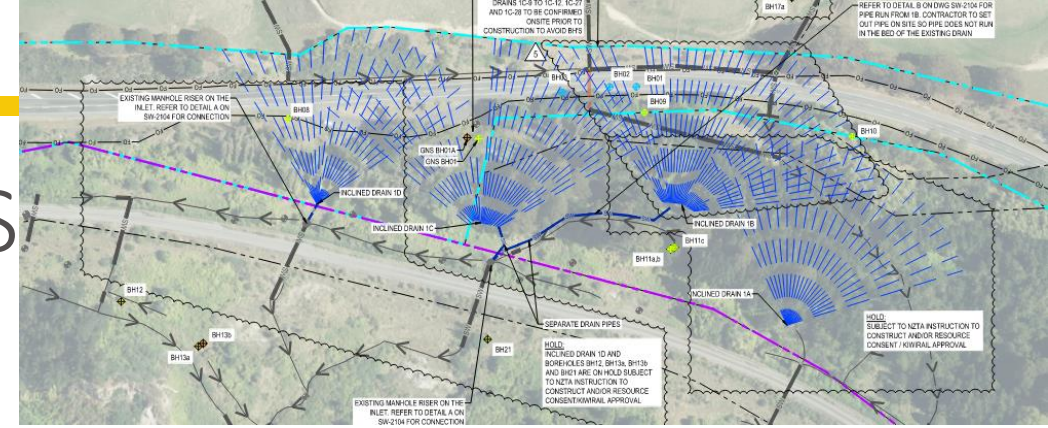 DRAINS 1C-9 TO 1C-12, 1C-27
AND 1C-28 TO BE CONFIRMED
ONSITE PRIOR TO
CONSTRUCTION TO AVOID BH'S
BH17a
REFER TO DETAIL B ON DWG SW-2104 FOR
PIPE RUN FROM 1B. CONTRACTOR TO SET
OUT PIPE ON SITE SO PIPE DOES NOT RUN
IN THE BED OF THE EXISTING DRAIN
5
BH02
BH01
BH09
BH10
EXISTING MANHOLE RISER ON THE
INLET. REFER TO DETAIL A ON
SW-2104 FOR CONNECTION
BH08
GNS BH01A
GNS BH01
S
INCLINED DRAIN 1D
INCLINED DRAIN 1C
INCLINED DRAIN 1B
BH11c
BH11a,b
INCLINED DRAIN 1A
BH12
BH13b
BH13a
BH21
SEPARATE DRAIN PIPES
HOLD:
INCLINED DRAIN 1D AND
BOREHOLES BH12, BH13a, BH13b
AND BH21 ARE ON HOLD SUBJECT
TO NZTA INSTRUCTION TO
CONSTRUCT AND/OR RESOURCE
CONSENT/KIWIRAIL APPROVAL
HOLD:
SUBJECT TO NZTA INSTRUCTION TO
CONSTRUCT AND/OR RESOURCE
CONSENT / KIWIRAIL APPROVAL
EXISTING MANHOLE RISER ON THE
INLET. REFER TO DETAIL A ON
SW-2104 FOR CONNECTION